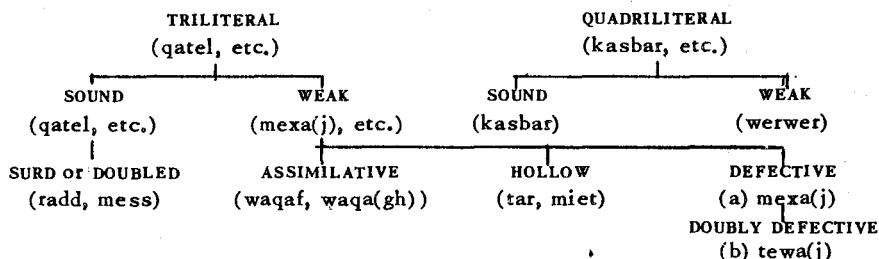 TRILITERAL QUADRILITERAL
(qatel, etc.) (kasbar, etc.)
SOUND WEAK SOUND WEAK
(qatel, etc.) (mexa(j), etc.) (kasbar) (werwer)
SURD or DOUBLED ASSIMILATIVE HOLLOW DEFECTIVE
(radd, mess) (waqaf, waqa(gh)) (tar, miet) (a) mexa(j)
DOUBLY DEFECTIVE
(b) tewa(j)